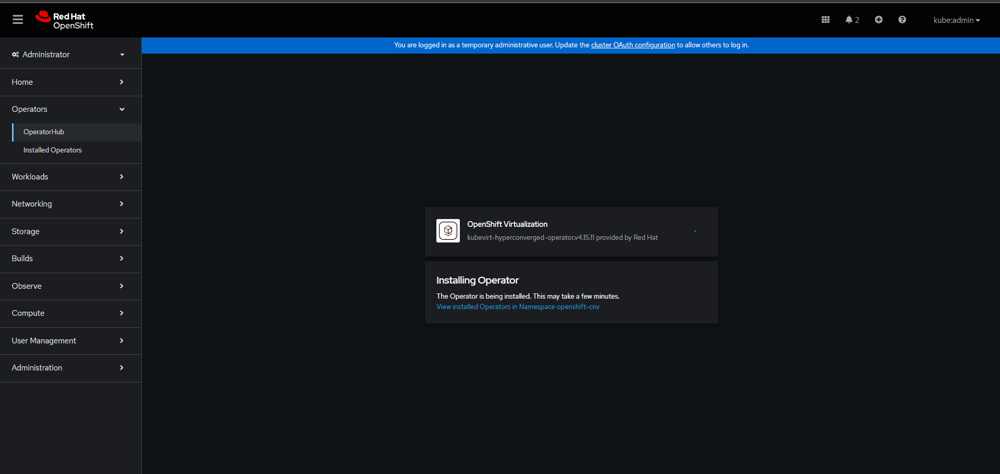 Red Hat
OpenShift
2
kube:admin
You are logged in as a temporary administrative user. Update the cluster OAuth configuration to allow others to log in.
Administrator
Home
Operators
OperatorHub
Installed Operators
Workloads
Networking
Storage
Builds
Observe
Compute
User Management
Administration
OpenShift Virtualization
kubevirt-hyperconverged-operator.v4.15.11 provided by Red Hat
Installing Operator
The Operator is being installed. This may take a few minutes.
View installed Operators in Namespace openshift-cnv